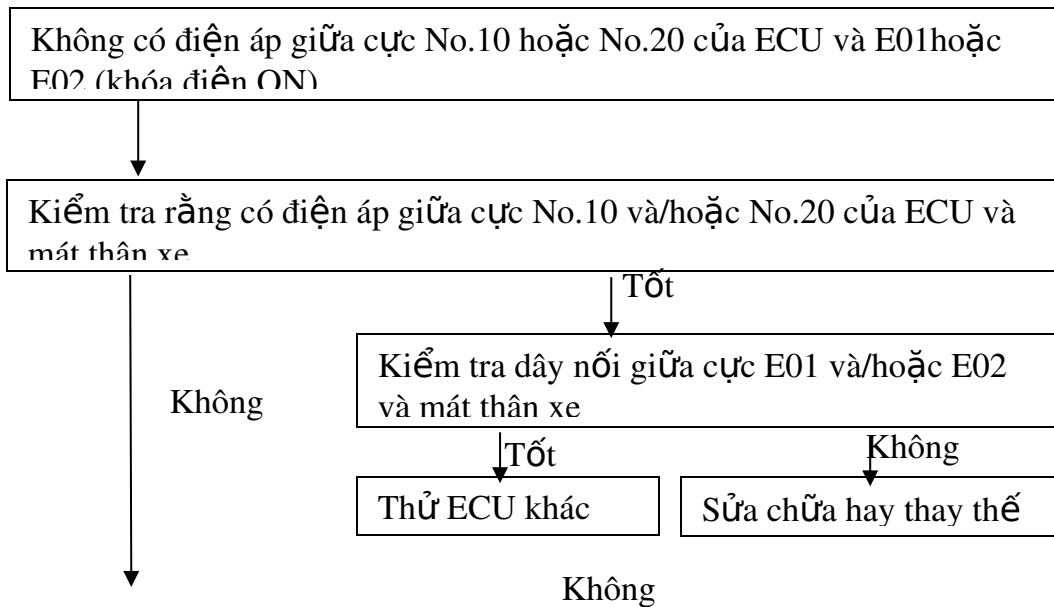 Không có điện áp giữa cực No.10 hoặc No.20 của ECU và E01hoặc
E02 (khóa điện ON)
Kiểm tra rằng có điện áp giữa cực No.10 và/hoặc No.20 của ECU và
mát thân xe
Tốt
Kiểm tra dây nối giữa cực E01 và/hoặc E02
và mát thân xe
Không
Tốt
Không
Thử ECU khác
Sửa chữa hay thay thế
Không